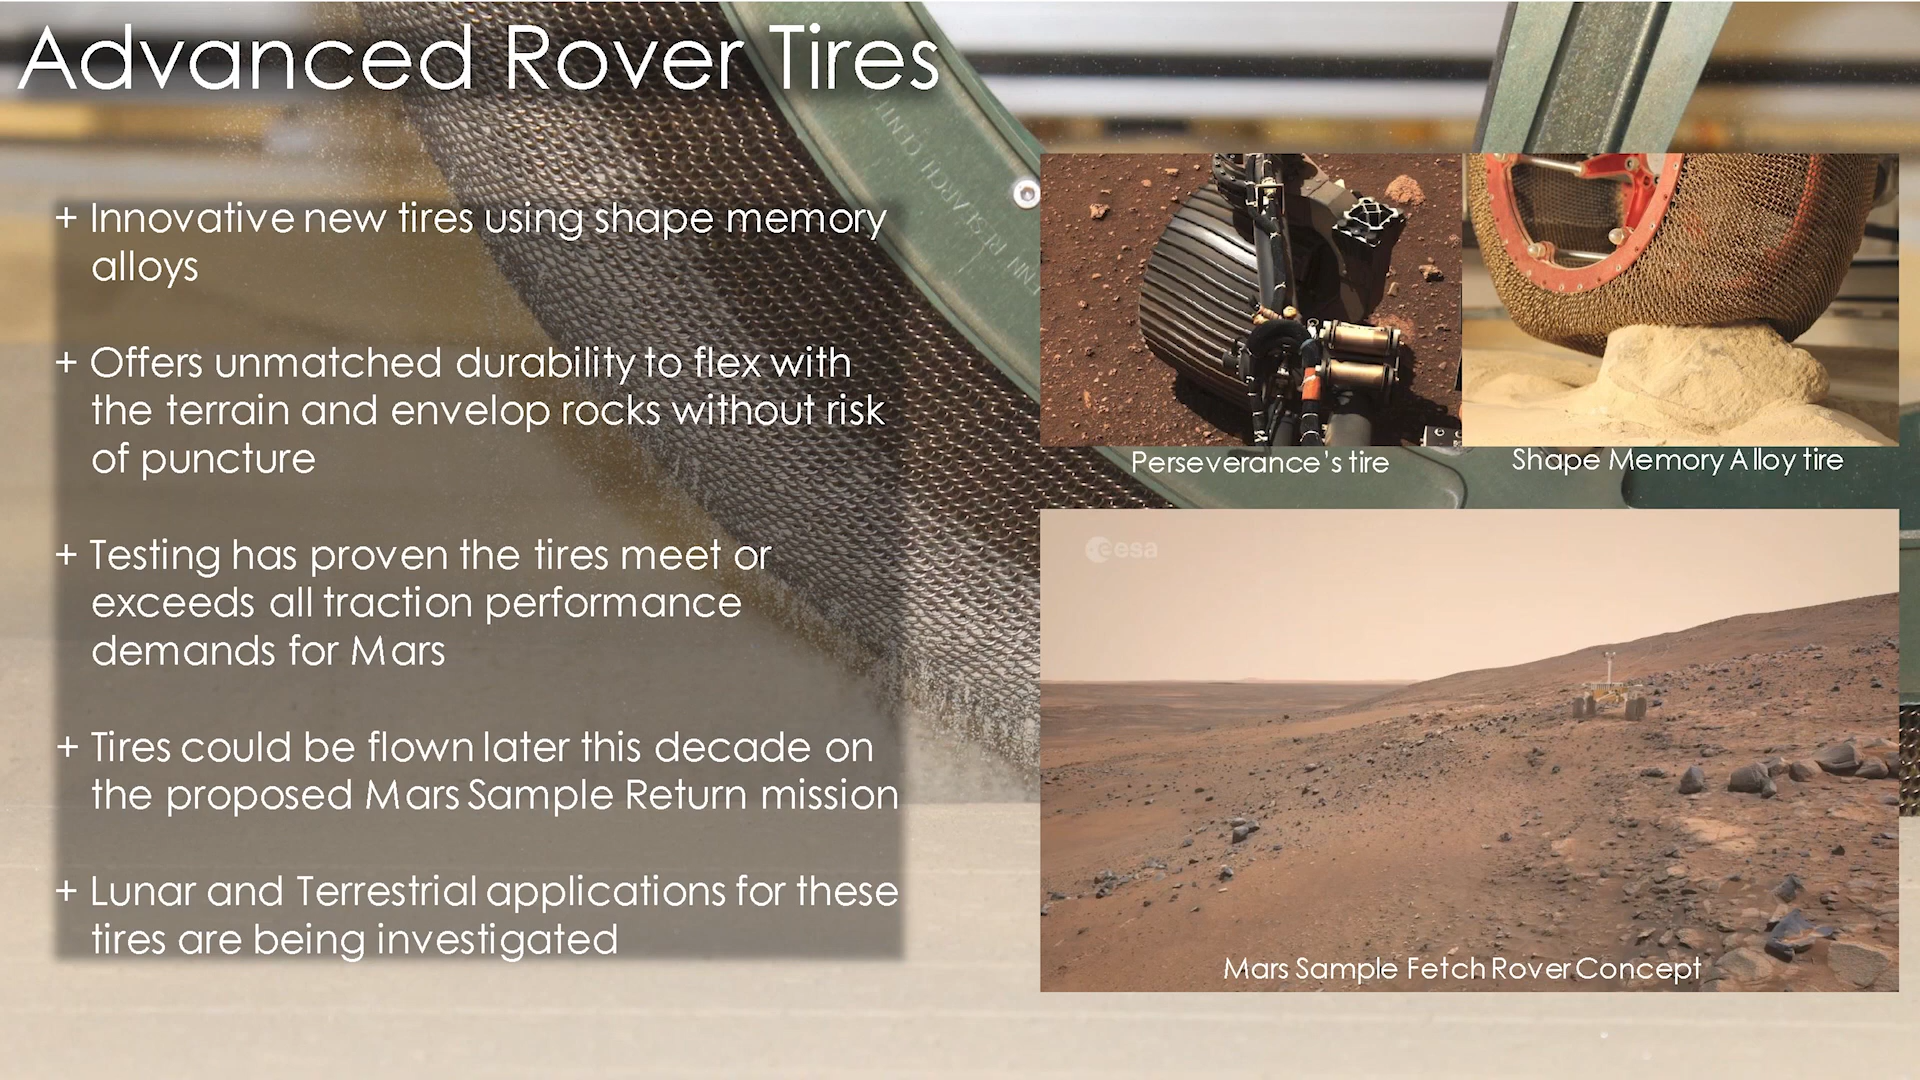 Advanced Rover Tires
+ Innovative new tires using shape memory
alloys
+ Offers unmatched durability to flex with
the terrain and envelop rocks without risk
of puncture
+ Testing has proven the tires meet or
exceeds all traction performance
demands for Mars
+ Tires could be flown later this decade on
the proposed Mars Sample Return mission
+ Lunar and Terrestrial applications for these
tires are being investigated
RESEARCH CENT
Perseverance's tire
Shape Memory Alloy tire
esa
Mars Sample Fetch Rover Concept